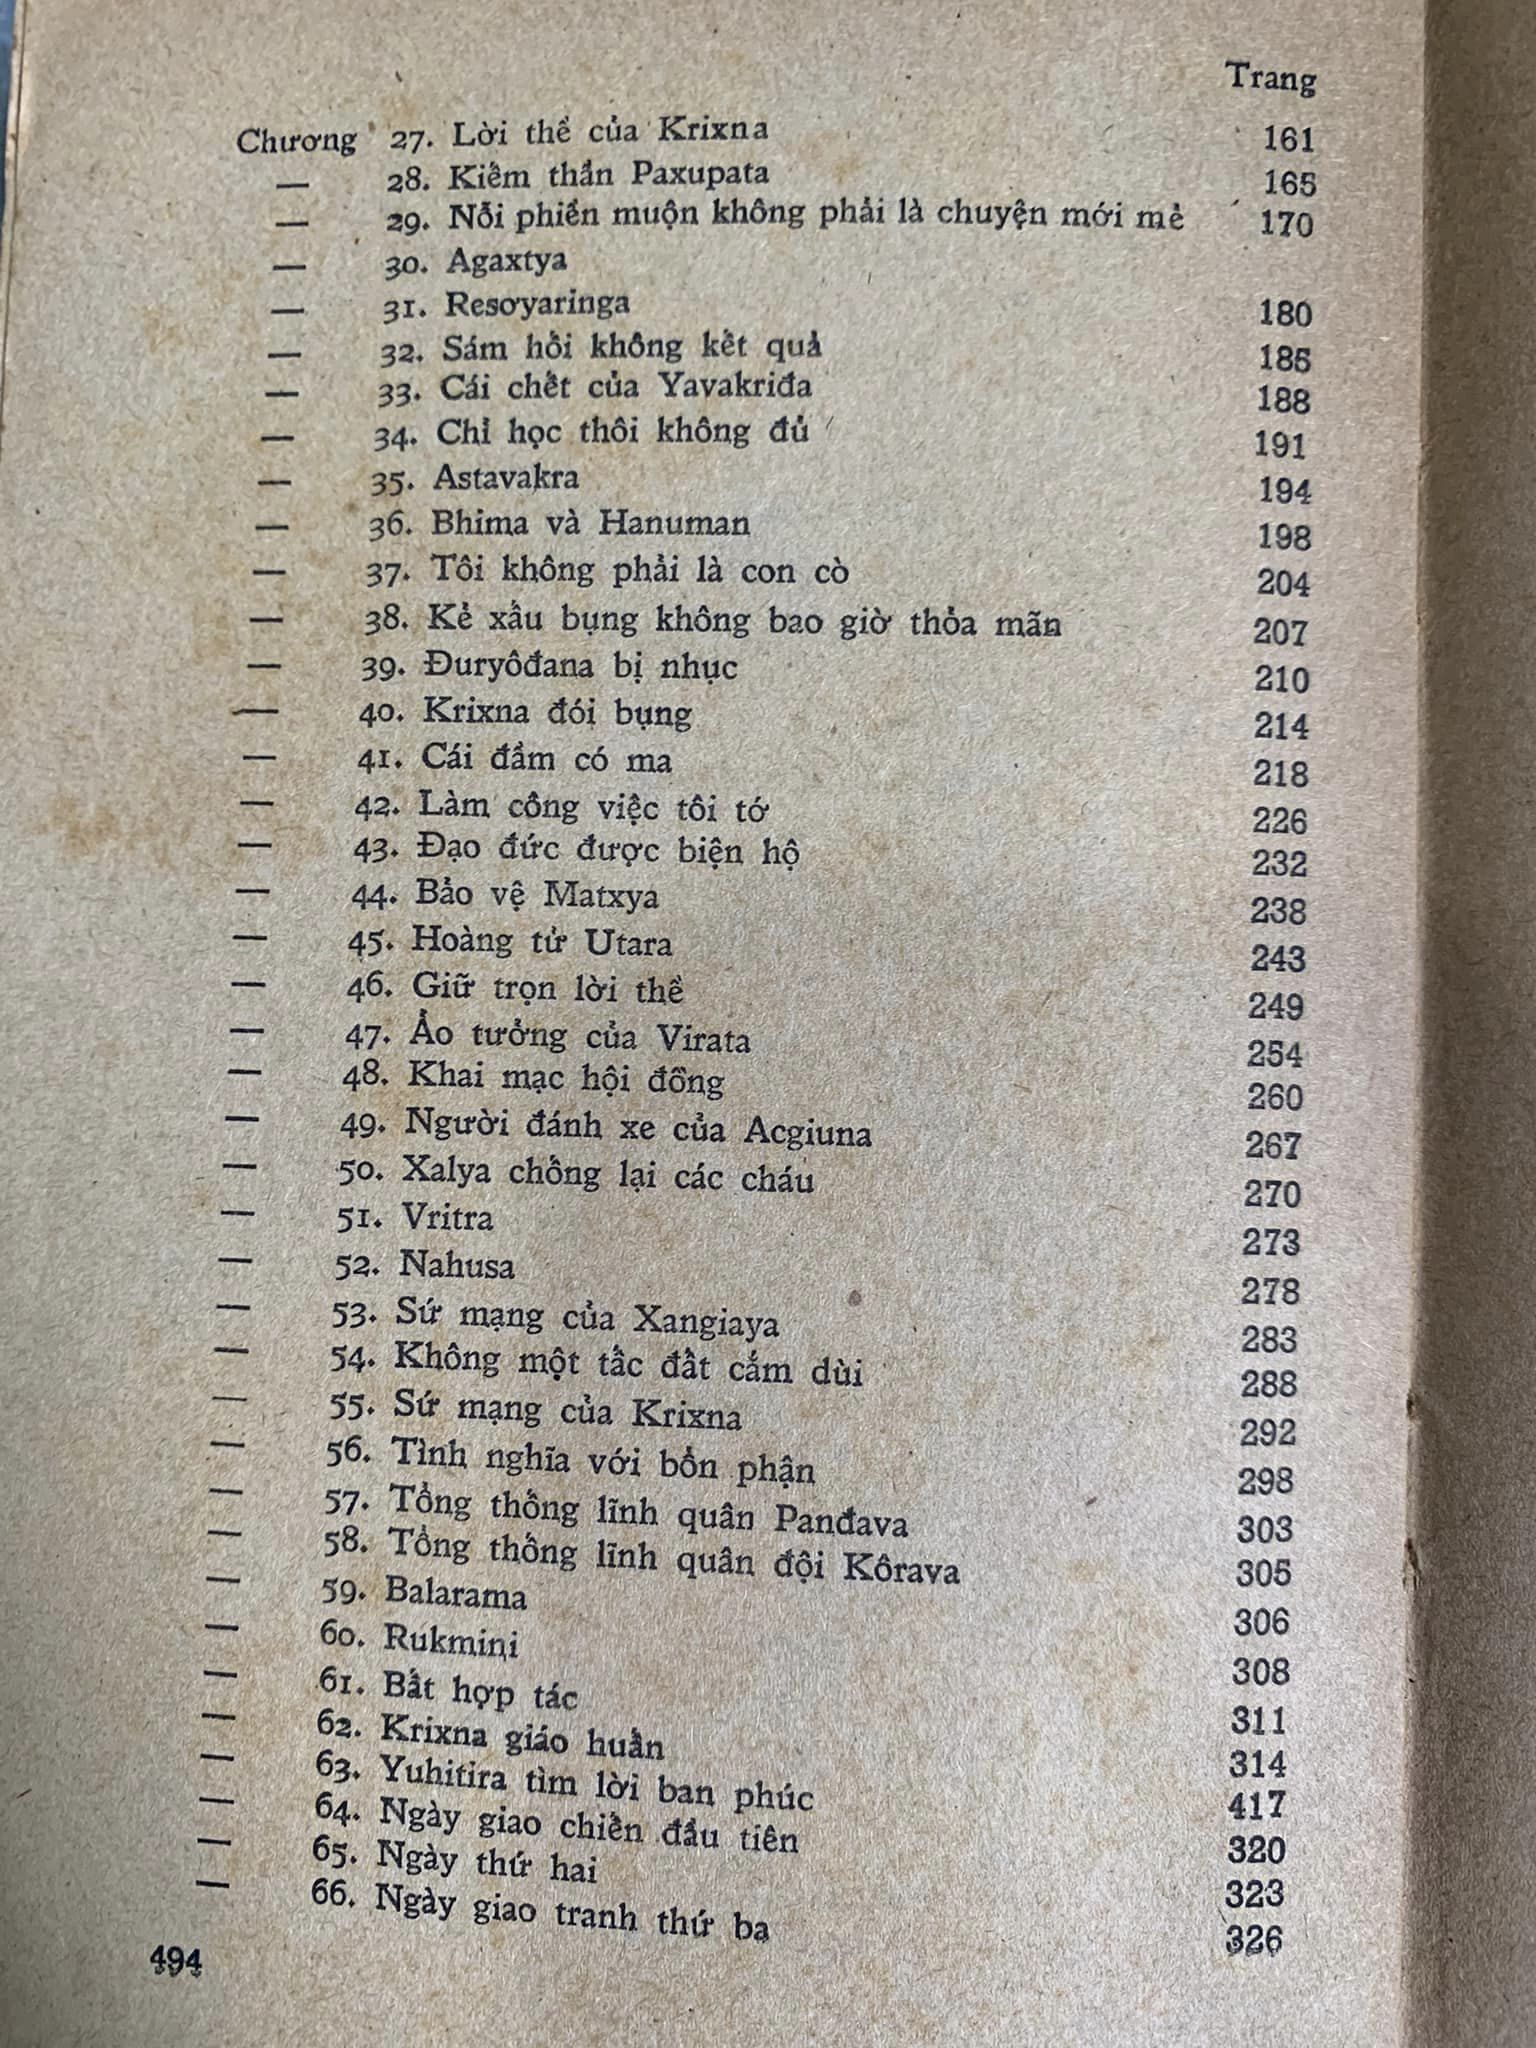 Trang
Chương 27. Lời thề của Krixna 161
— 28. Kiếm thần Paxupata 165
— 29. Nỗi phiền muộn không phải là chuyện mới mẻ 170
— 30. Agaxtya
— 31. Resơyaringa 180
— 32. Sám hối không kết quả 185
— 33. Cái chết của Yavakriđa 188
— 34. Chỉ học thôi không đủ 191
— 35. Astavakra 194
— 36. Bhima và Hanuman 198
— 37. Tôi không phải là con cò 204
— 38. Kẻ xấu bụng không bao giờ thỏa mãn 207
— 39. Đuryôđana bị nhục 210
— 40. Krixna đói bụng 214
— 41. Cái đầm có ma 218
— 42. Làm công việc tôi tớ 226
— 43. Đạo đức được biện hộ 232
— 44. Bảo vệ Matxya 238
— 45. Hoàng tử Utara 243
— 46. Giữ trọn lời thề 249
— 47. Ảo tưởng của Virata 254
— 48. Khai mạc hội đồng 260
— 49. Người đánh xe của Acgiuna 267
— 50. Xalya chống lại các cháu 270
— 51. Vritra 273
— 52. Nahusa 278
— 53. Sứ mạng của Xangiaya 283
— 54. Không một tấc đất cắm dùi 288
— 55. Sứ mạng của Krixna 292
— 56. Tình nghĩa với bổn phận 298
— 57. Tổng thống lĩnh quân Panđava 303
— 58. Tổng thống lĩnh quân đội Kôrava 305
— 59. Balarama 306
— 60. Rukmini 308
— 61. Bất hợp tác 311
— 62. Krixna giáo huấn 314
— 63. Yuhitira tìm lời ban phúc 417
— 64. Ngày giao chiến đầu tiên 320
— 65. Ngày thứ hai 323
— 66. Ngày giao tranh thứ ba 326
494